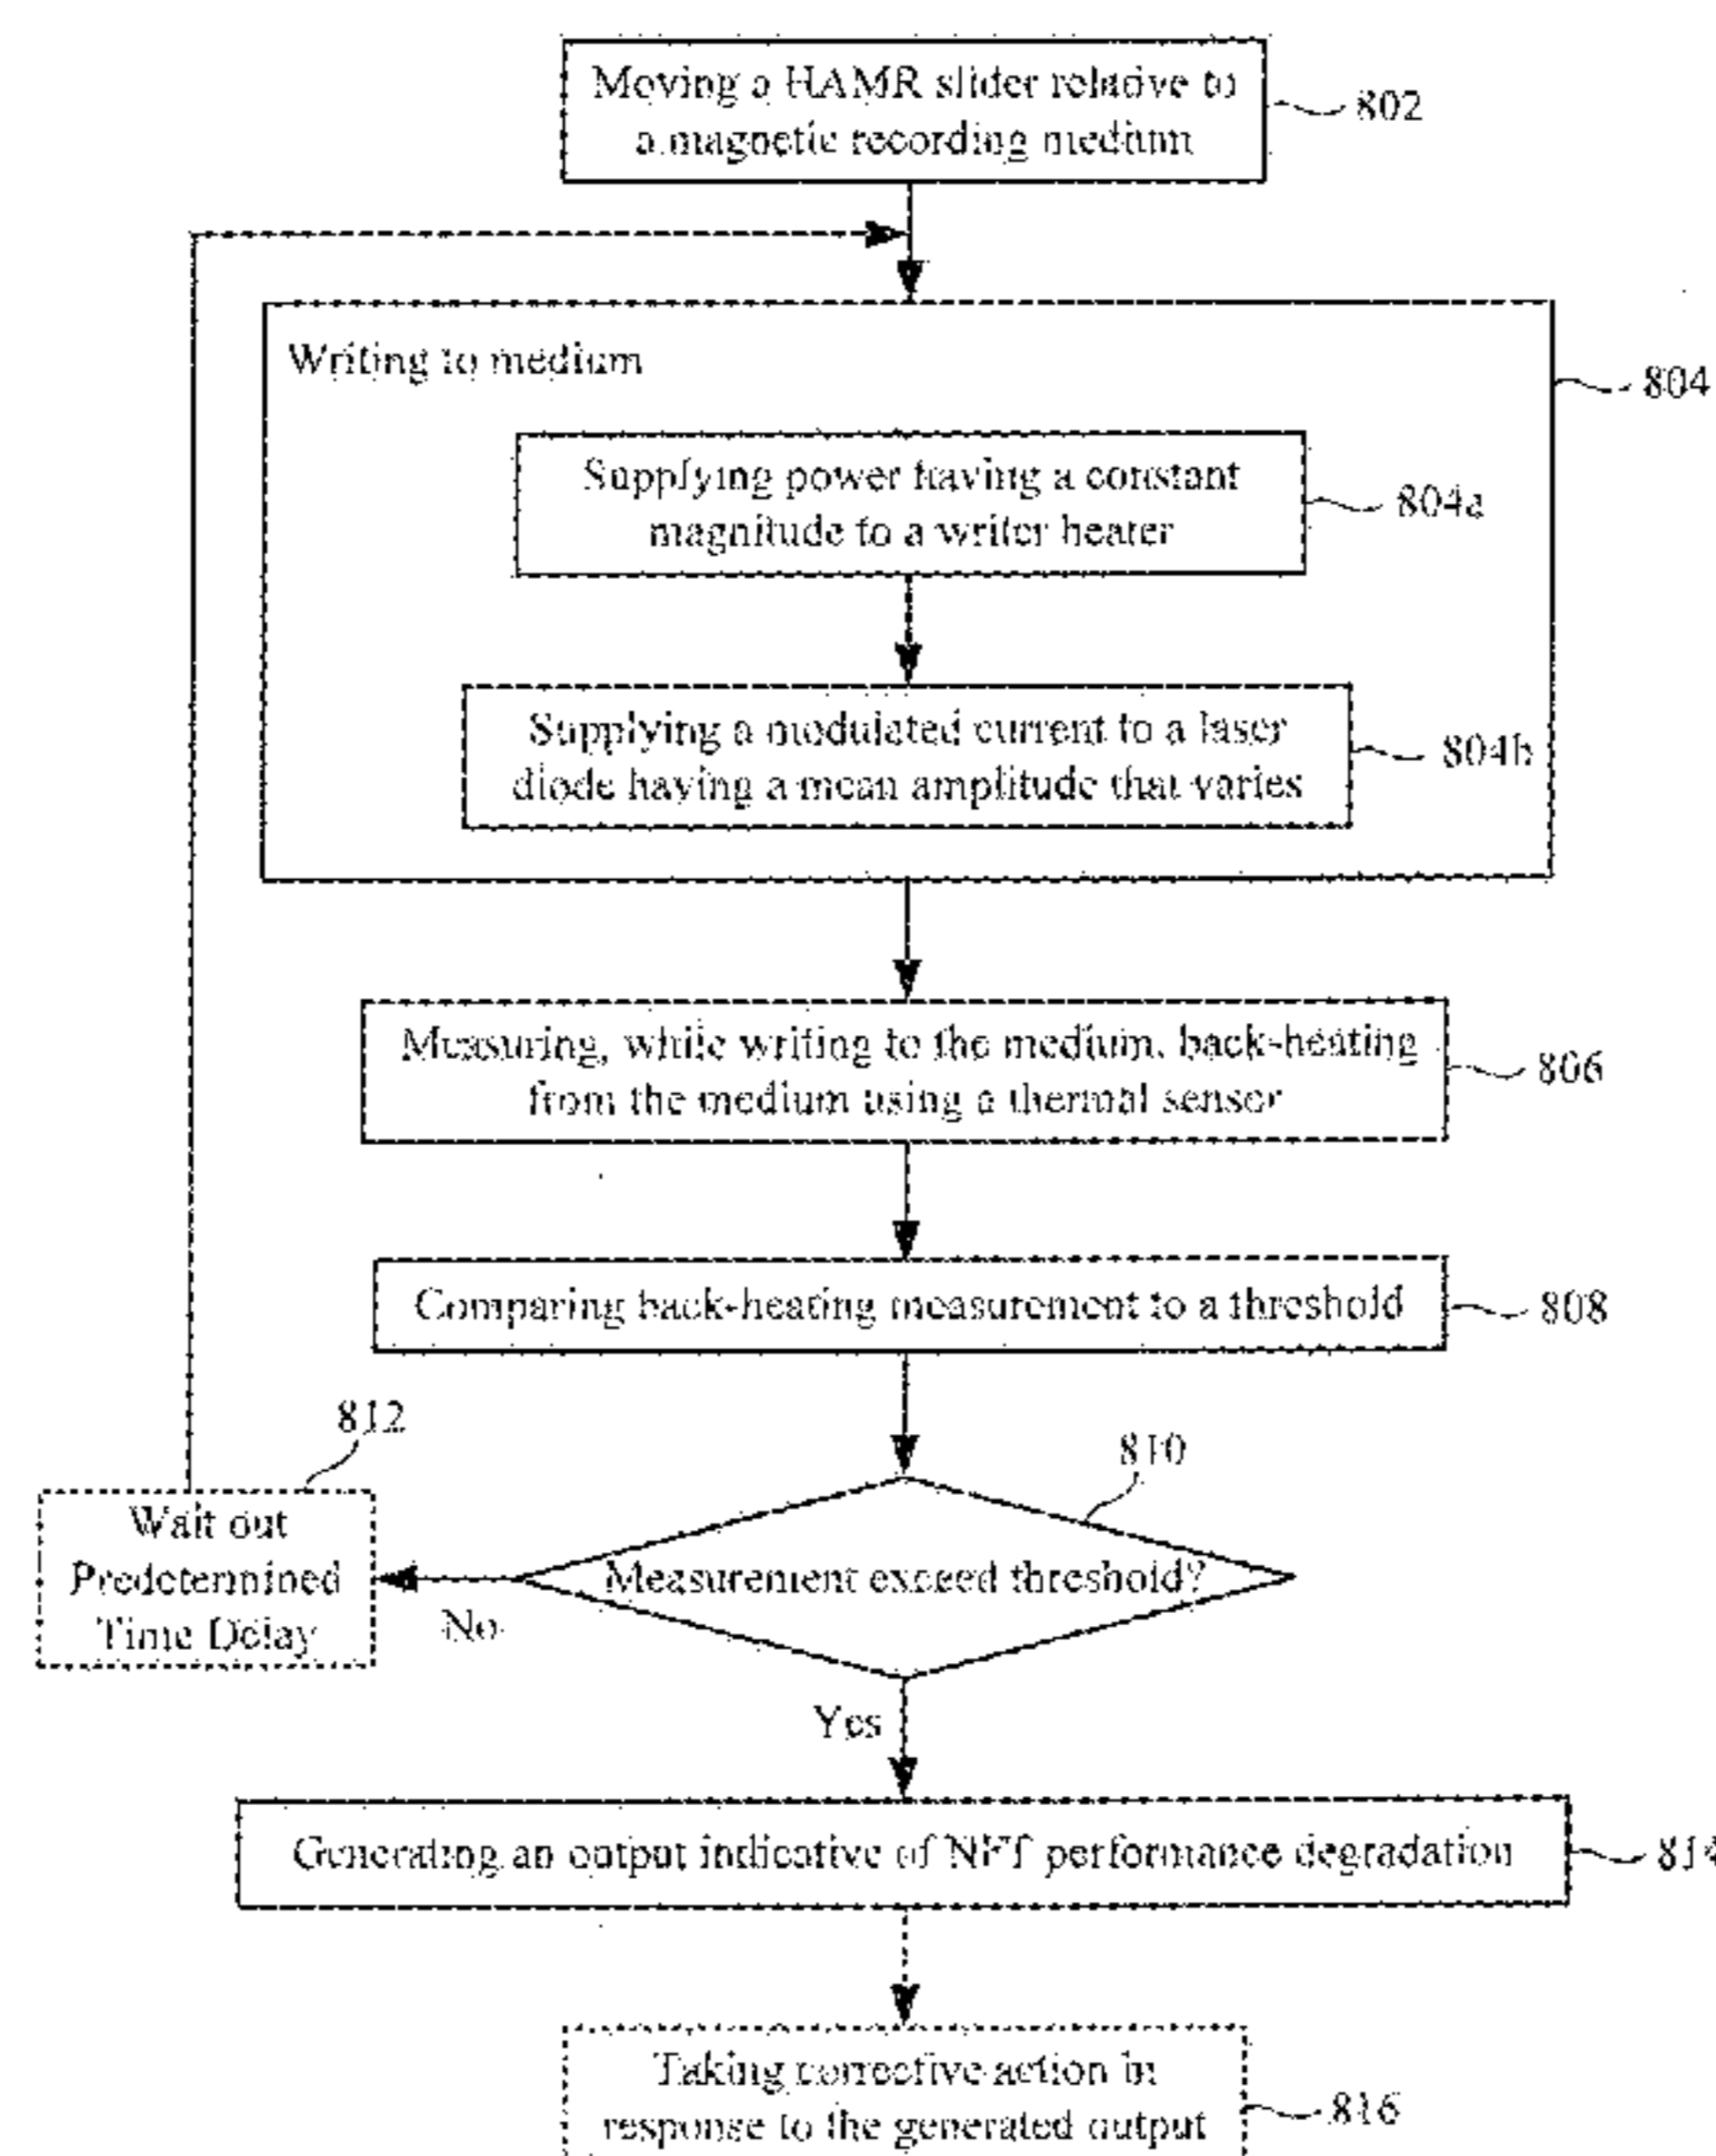 Moving a HAMR slider relative to
a magnetic recording medium
802
Writing to medium
804
Supplying power having a constant
magnitude to a writer heater
804a
Supplying a modulated current to a laser
diode having a mean amplitude that varies
804b
Measuring, while writing to the medium, back-heating
from the medium using a thermal sensor
806
Comparing back-heating measurement to a threshold
808
812
810
Wait out
Predetermined
Time Delay
No
Measurement exceed threshold?
Yes
Generating an output indicative of NFT performance degradation
814
Taking corrective action in
response to the generated output
816